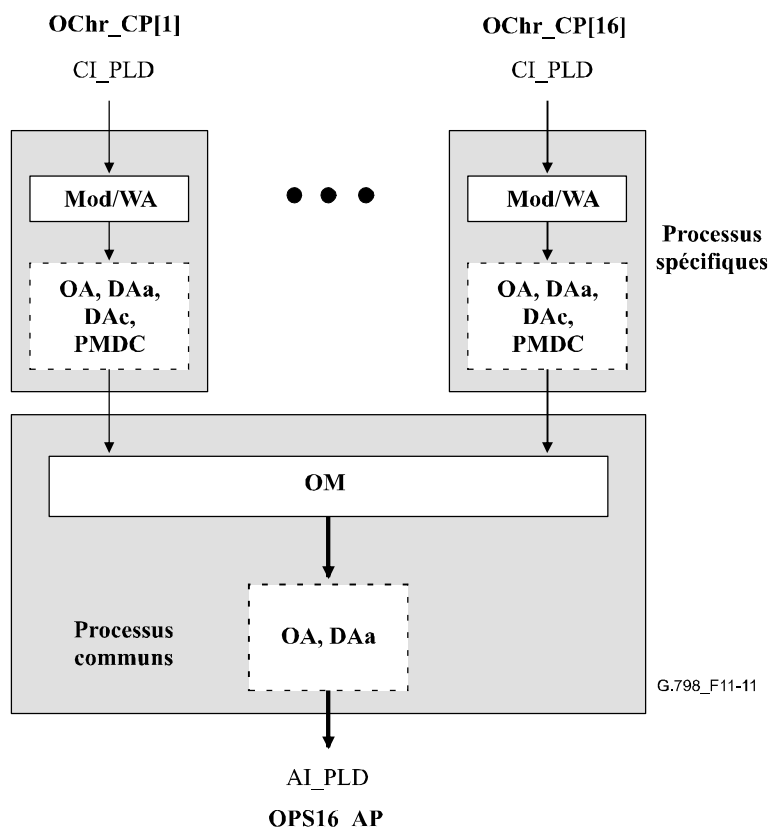 OChr_CP[1]
OChr_CP[16]
CI_PLD
CI_PLD
Mod/WA
Mod/WA
Processus
spécifiques
OA, DAa,
DAc,
PMDC
OA, DAa,
DAc,
PMDC
OM
OA, DAa
Processus
communs
G.798_F11-11
AI_PLD
OPS16_AP